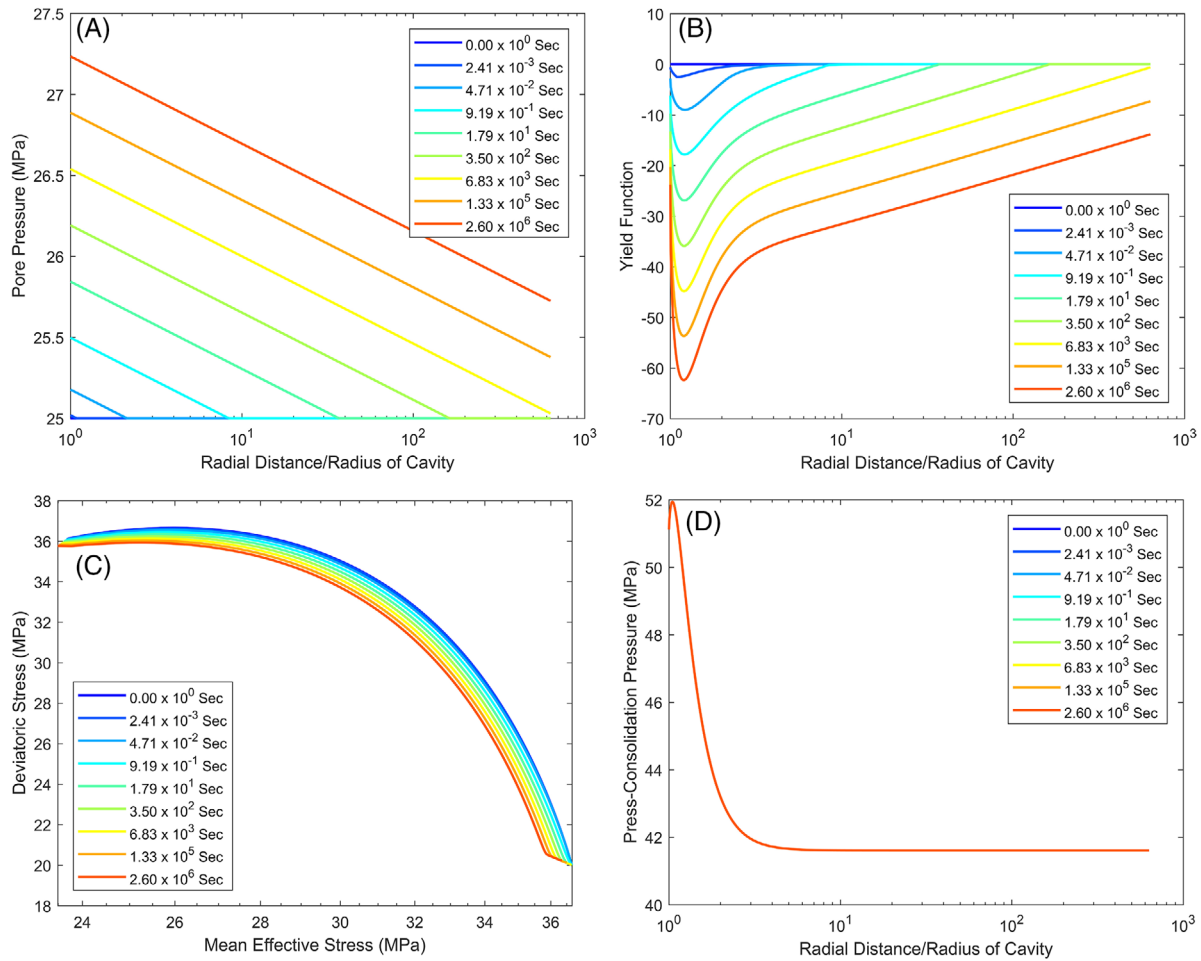 (A)
27.5
27
26.5
26
25.5
25
Pore Pressure (MPa)
0.00 x 10^0 Sec
2.41 x 10^-3 Sec
4.71 x 10^-2 Sec
9.19 x 10^-1 Sec
1.79 x 10^1 Sec
3.50 x 10^2 Sec
6.83 x 10^3 Sec
1.33 x 10^5 Sec
2.60 x 10^6 Sec
10^0 10^1 10^2 10^3
Radial Distance/Radius of Cavity
(B)
10
0
-10
-20
-30
-40
-50
-60
-70
Yield Function
0.00 x 10^0 Sec
2.41 x 10^-3 Sec
4.71 x 10^-2 Sec
9.19 x 10^-1 Sec
1.79 x 10^1 Sec
3.50 x 10^2 Sec
6.83 x 10^3 Sec
1.33 x 10^5 Sec
2.60 x 10^6 Sec
10^0 10^1 10^2 10^3
Radial Distance/Radius of Cavity
(C)
38
36
34
32
30
28
26
24
22
20
18
Deviatoric Stress (MPa)
0.00 x 10^0 Sec
2.41 x 10^-3 Sec
4.71 x 10^-2 Sec
9.19 x 10^-1 Sec
1.79 x 10^1 Sec
3.50 x 10^2 Sec
6.83 x 10^3 Sec
1.33 x 10^5 Sec
2.60 x 10^6 Sec
24 26 28 30 32 34 36
Mean Effective Stress (MPa)
(D)
52
50
48
46
44
42
40
Press-Consolidation Pressure (MPa)
0.00 x 10^0 Sec
2.41 x 10^-3 Sec
4.71 x 10^-2 Sec
9.19 x 10^-1 Sec
1.79 x 10^1 Sec
3.50 x 10^2 Sec
6.83 x 10^3 Sec
1.33 x 10^5 Sec
2.60 x 10^6 Sec
10^0 10^1 10^2 10^3
Radial Distance/Radius of Cavity